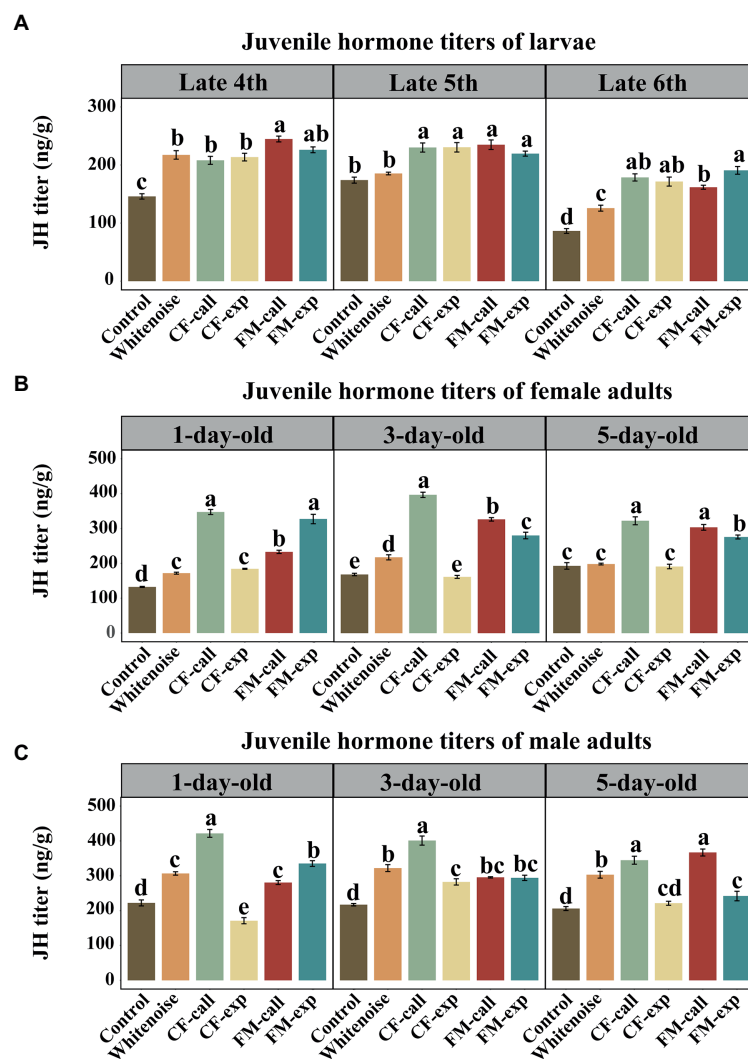 A
Juvenile hormone titers of larvae
Late 4th Late 5th Late 6th
JH titer (ng/g)
300
200
100
0
c b b b a ab
b b a a a a
d c ab ab b a
Control Whitenoise CF-call CF-exp FM-call FM-exp
Control Whitenoise CF-call CF-exp FM-call FM-exp
Control Whitenoise CF-call CF-exp FM-call FM-exp
B
Juvenile hormone titers of female adults
1-day-old 3-day-old 5-day-old
JH titer (ng/g)
500
400
300
200
100
0
d c a c b a
e d a e b c
c c a c a b
Control Whitenoise CF-call CF-exp FM-call FM-exp
Control Whitenoise CF-call CF-exp FM-call FM-exp
Control Whitenoise CF-call CF-exp FM-call FM-exp
C
Juvenile hormone titers of male adults
1-day-old 3-day-old 5-day-old
JH titer (ng/g)
500
400
300
200
100
0
d c a e c b
d b a c bc bc
d b a cd a c
Control Whitenoise CF-call CF-exp FM-call FM-exp
Control Whitenoise CF-call CF-exp FM-call FM-exp
Control Whitenoise CF-call CF-exp FM-call FM-exp